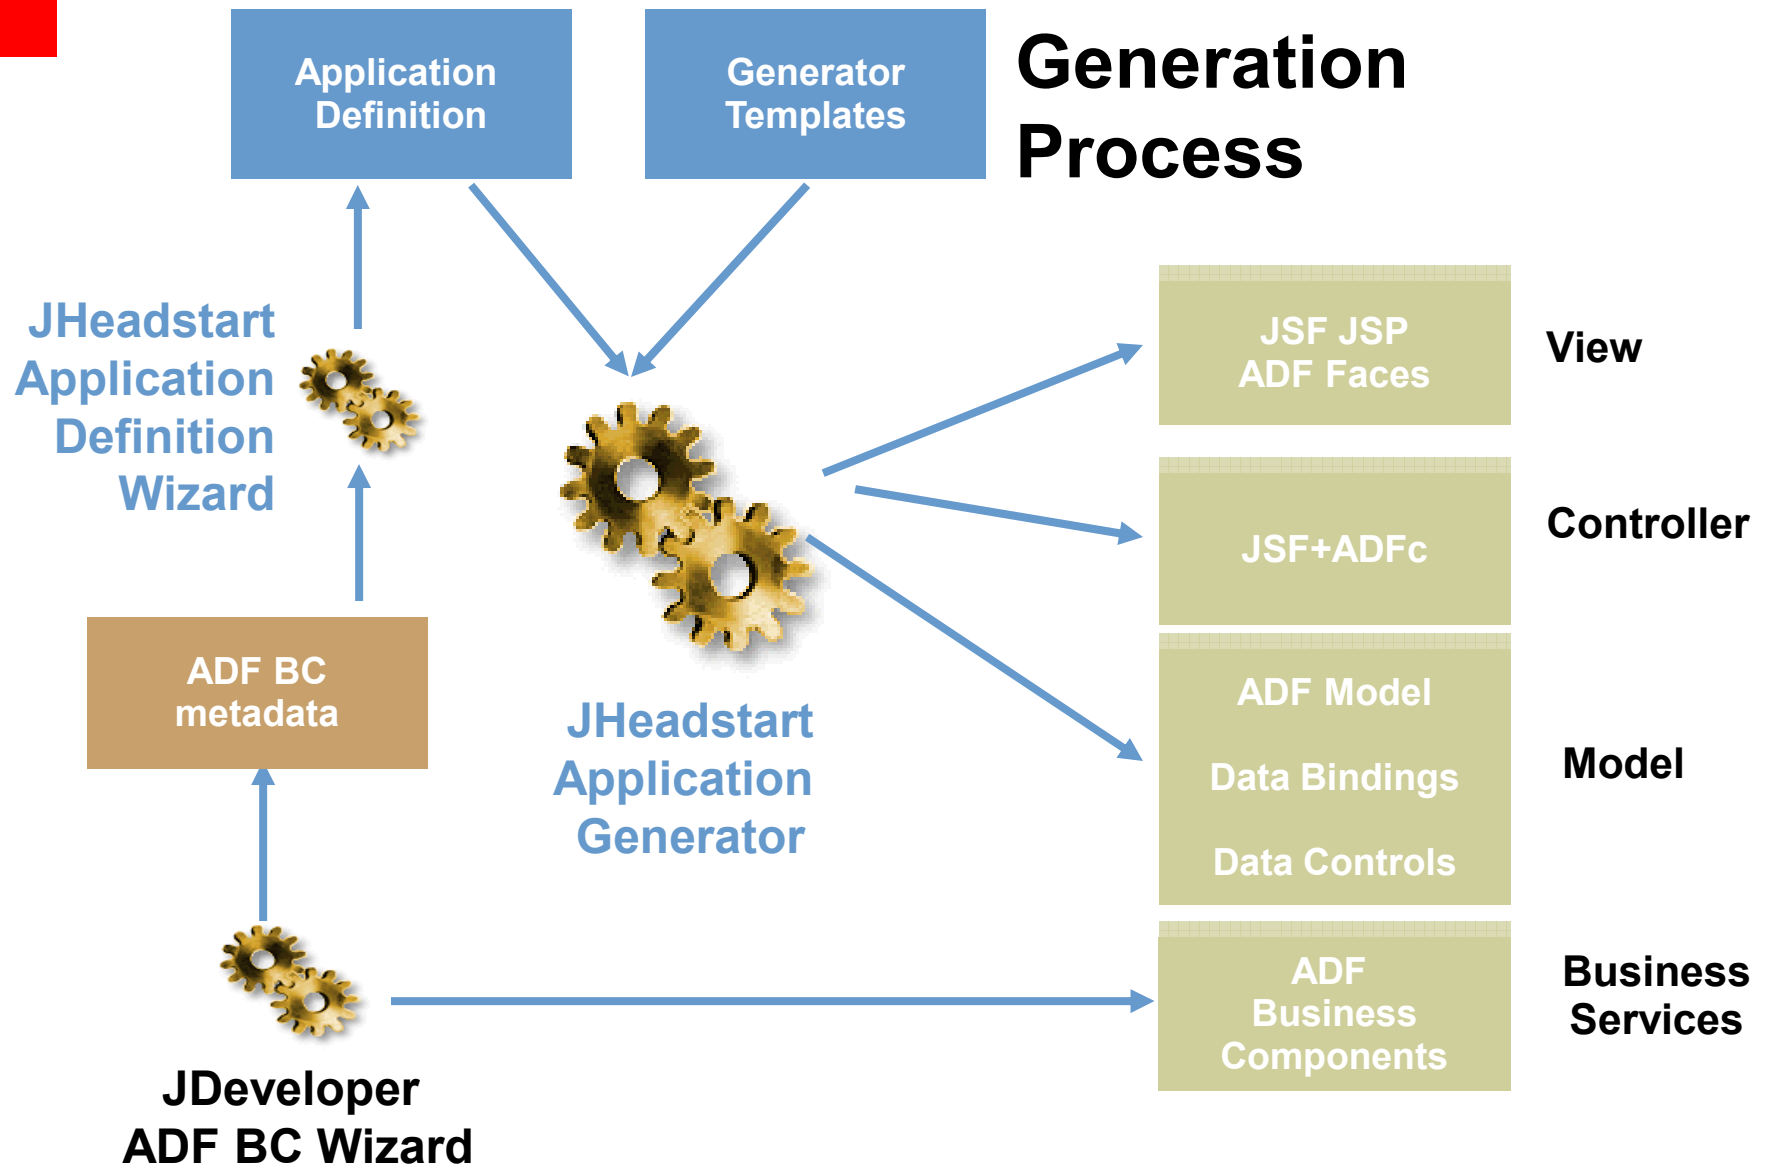 Generation
Process
Application
Definition
Generator
Templates
JHeadstart
Application
Definition
Wizard
JSF JSP
ADF Faces
View
JSF+ADFc
Controller
ADF BC
metadata
JHeadstart
Application
Generator
ADF Model
Data Bindings
Data Controls
Model
ADF
Business
Components
Business
Services
JDeveloper
ADF BC Wizard